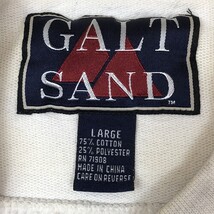 GALT
SAND
TM
LARGE
75% COTTON
25% POLYESTER
RN 71908
MADE IN CHINA
CARE ON REVERSE